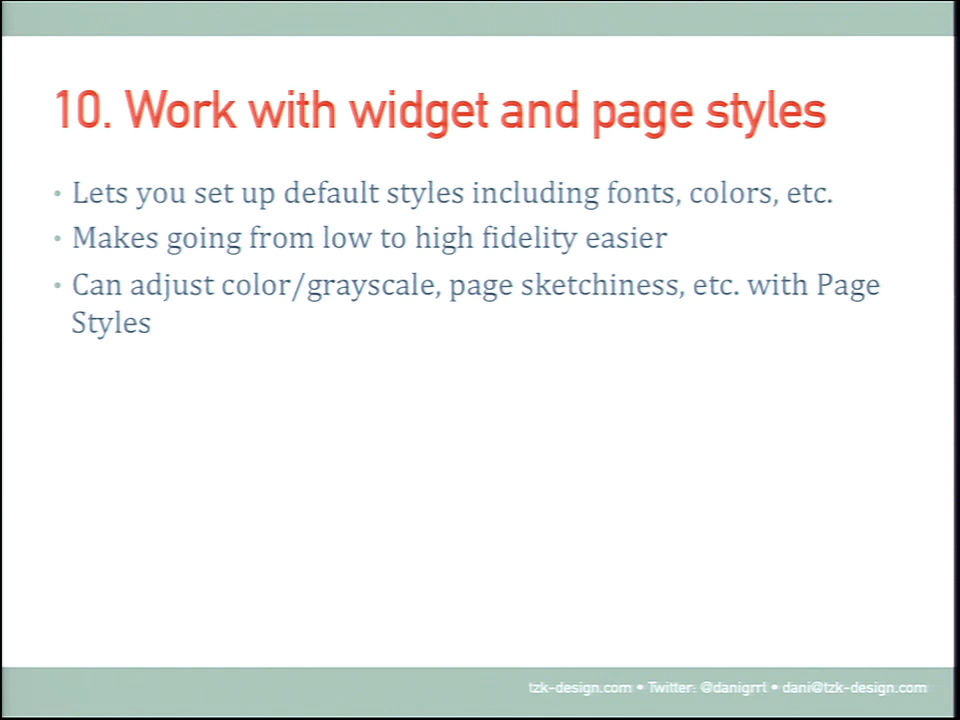 10. Work with widget and page styles
• Lets you set up default styles including fonts, colors, etc.
• Makes going from low to high fidelity easier
• Can adjust color/grayscale, page sketchiness, etc. with Page
Styles
tzk-design.com • Twitter: @danigrrl • dani@tzk-design.com